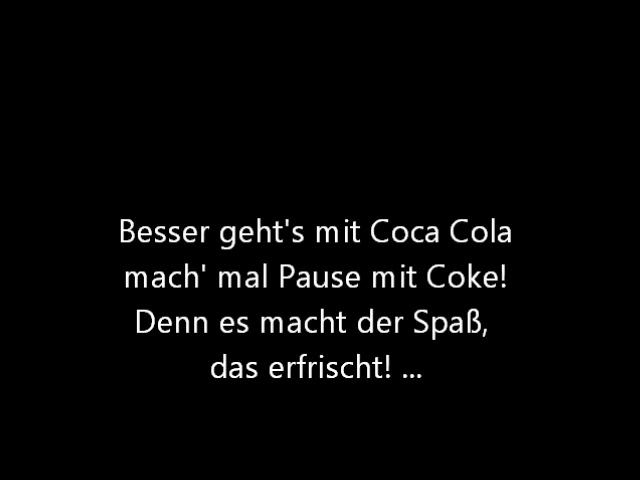 Besser geht's mit Coca Cola
mach' mal Pause mit Coke!
Denn es macht der Spaß,
das erfrischt! ...